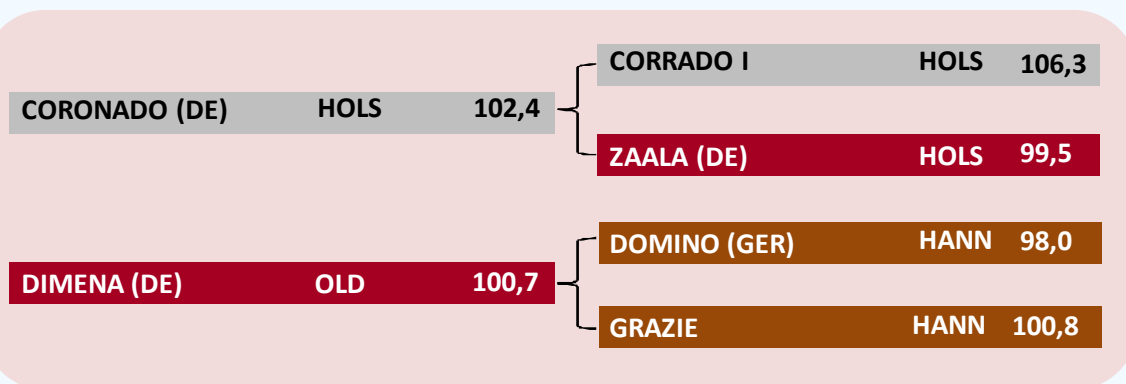 CORRADO I HOLS 106,3
CORONADO (DE) HOLS 102,4
ZAALA (DE) HOLS 99,5
DOMINO (GER) HANN 98,0
DIMENA (DE) OLD 100,7
GRAZIE HANN 100,8